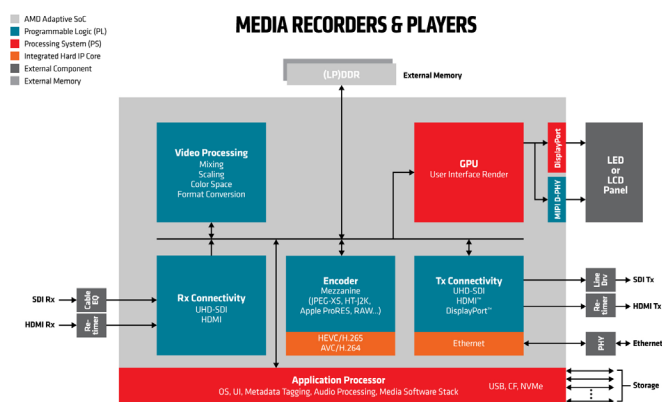 MEDIA RECORDERS & PLAYERS
AMD Adaptive SoC
Programmable Logic (PL)
Processing System (PS)
Integrated Hard IP Core
External Component
External Memory
(LP)DDR
External Memory
Video Processing
Mixing
Scaling
Color Space
Format Conversion
GPU
User Interface Render
DisplayPort
MIPI D-PHY
LED
or
LCD
Panel
SDI Rx
HDMI Rx
Cable
EQ
Re-
timer
Rx Connectivity
UHD-SDI
HDMI
Encoder
Mezzanine
(JPEG-XS, HT-J2K,
Apple ProRES, RAW...)
HEVC/H.265
AVC/H.264
Tx Connectivity
UHD-SDI
HDMI™
DisplayPort™
Ethernet
Line
Drv
Re-
timer
PHY
SDI Tx
HDMI Tx
Ethernet
Application Processor
OS, UI, Metadata Tagging, Audio Processing, Media Software Stack
USB, CF, NVMe
Storage